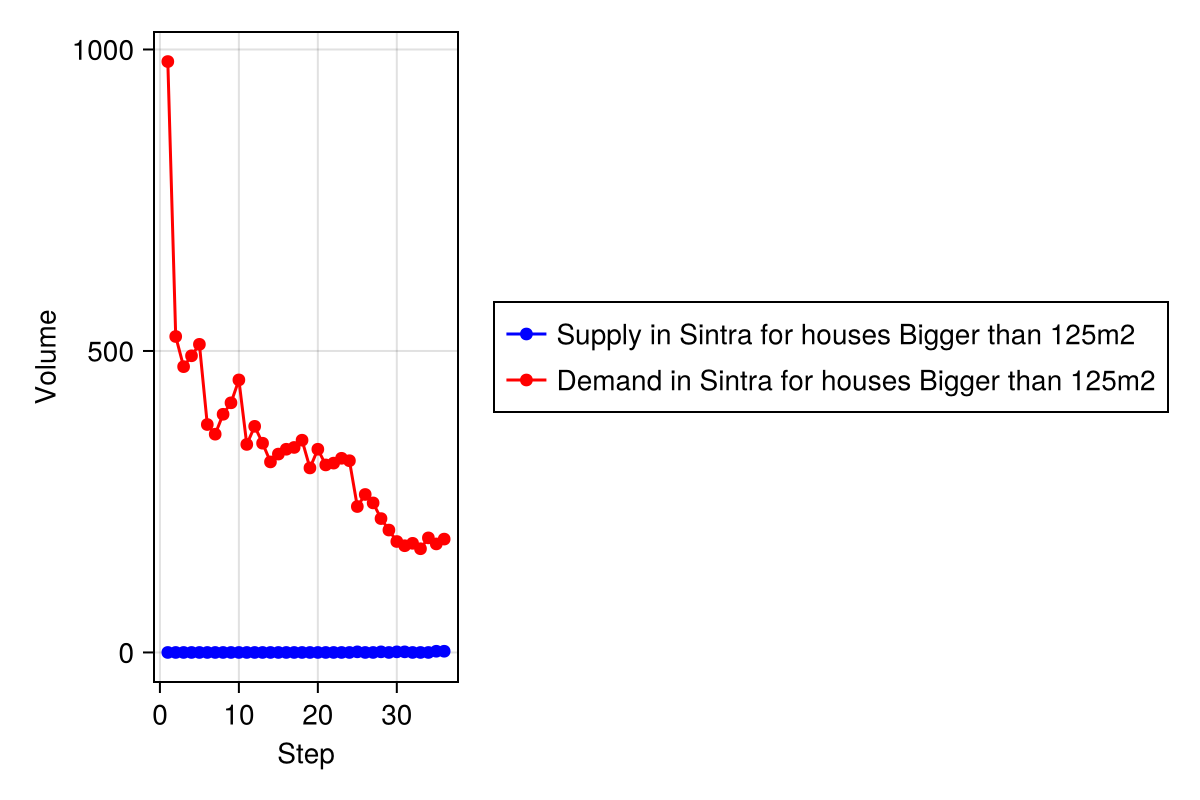 1000
500
0
Volume
0 10 20 30
Step
Supply in Sintra for houses Bigger than 125m2
Demand in Sintra for houses Bigger than 125m2